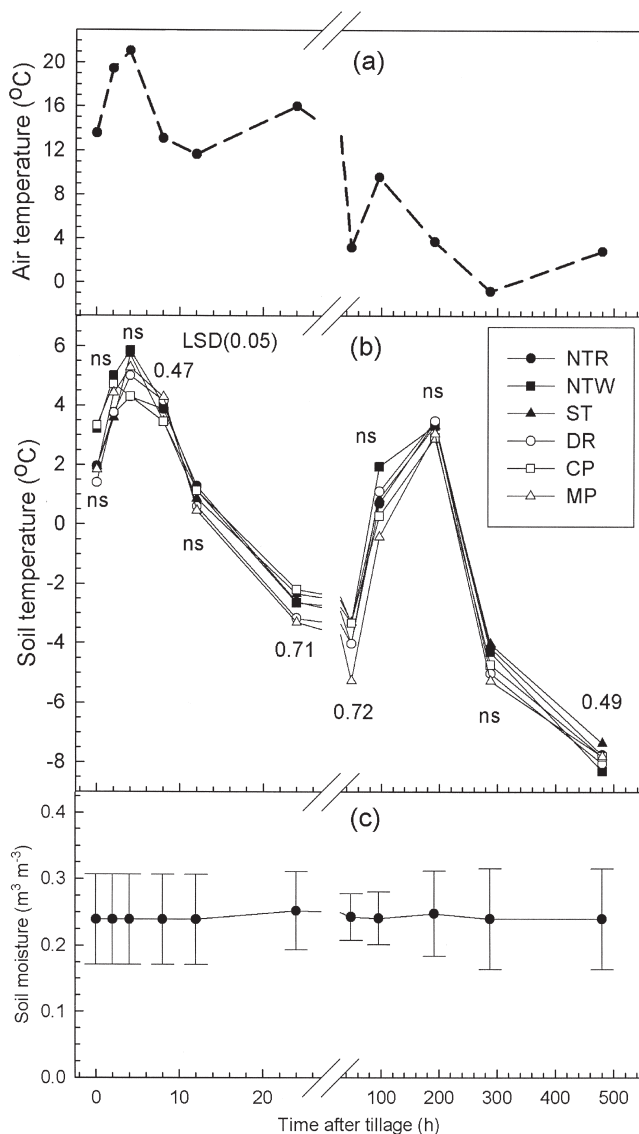 (a)
Air temperature (°C)
20
16
12
8
4
0
(b)
Soil temperature (°C)
6
4
2
0
-2
-4
-6
-8
LSD(0.05)
ns
ns
ns
0.47
ns
0.71
0.72
ns
ns
ns
0.49
NTR
NTW
ST
DR
CP
MP
(c)
Soil moisture (m³ m⁻³)
0.4
0.3
0.2
0.1
0.0
0 10 20 100 200 300 400 500
Time after tillage (h)